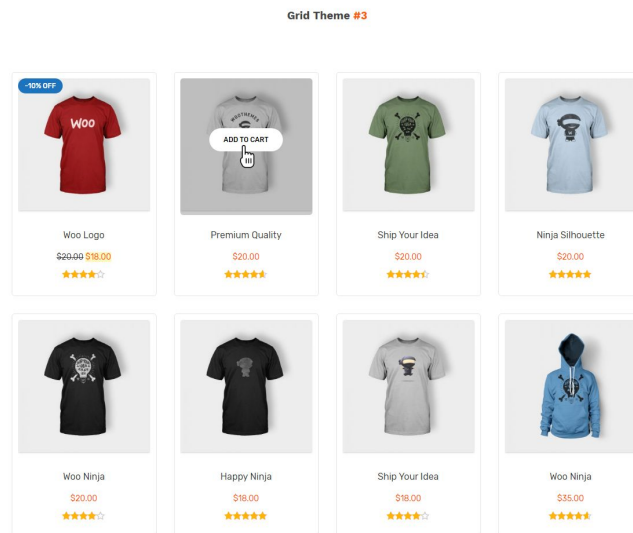 Grid Theme #3
-10% OFF
WOO
WOOTHEMES
ADD TO CART
Woo Logo
$20.00 $18.00
Premium Quality
$20.00
Ship Your Idea
$20.00
Ninja Silhouette
$20.00
Woo Ninja
$20.00
Happy Ninja
$18.00
Ship Your Idea
$18.00
Woo Ninja
$35.00